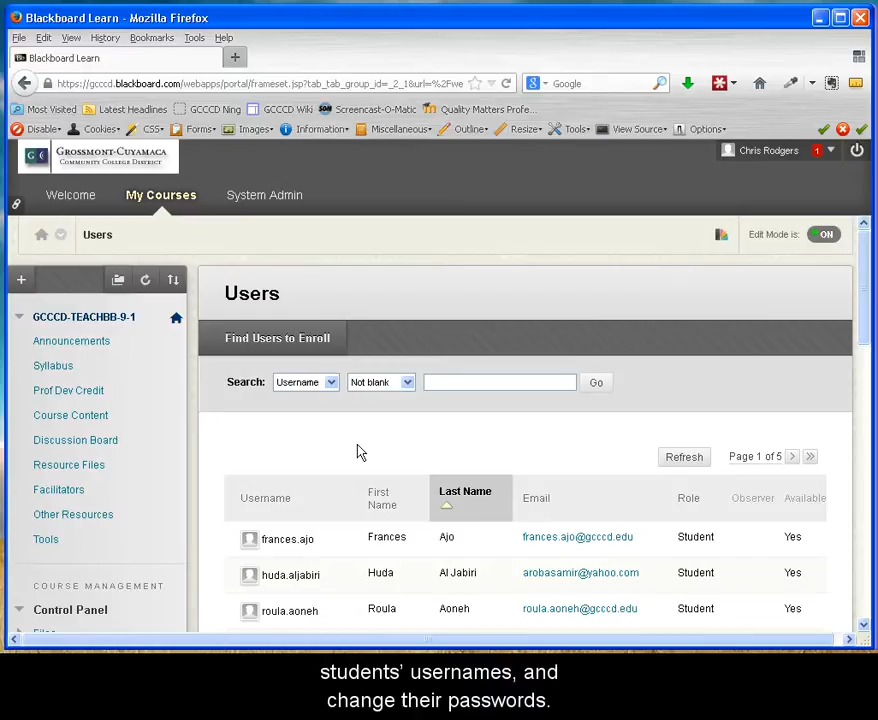 Blackboard Learn - Mozilla Firefox
File Edit View History Bookmarks Tools Help
Blackboard Learn
https://gcccd.blackboard.com/webapps/portal/frameset.jsp?tab_tab_group_id=_2_1&url=%2Fwe
Google
Most Visited Latest Headlines GCCCD Ning GCCCD Wiki Screencast-O-Matic Quality Matters Profe...
Disable Cookies CSS Forms Images Information Miscellaneous Outline Resize Tools View Source Options
GROSSMONT-CUYAMACA
COMMUNITY COLLEGE DISTRICT
Chris Rodgers 1
Welcome My Courses System Admin
Users Edit Mode is: ON
Users
GCCCD-TEACHBB-9-1
Announcements
Syllabus
Prof Dev Credit
Course Content
Discussion Board
Resource Files
Facilitators
Other Resources
Tools
COURSE MANAGEMENT
Control Panel
Find Users to Enroll
Search: Username Not blank Go
Refresh Page 1 of 5
Username First Name Last Name Email Role Observer Available
frances.ajo Frances Ajo frances.ajo@gcccd.edu Student Yes
huda.aljabiri Huda Al Jabiri arobasamir@yahoo.com Student Yes
roula.aoneh Roula Aoneh roula.aoneh@gcccd.edu Student Yes
students' usernames, and
change their passwords.